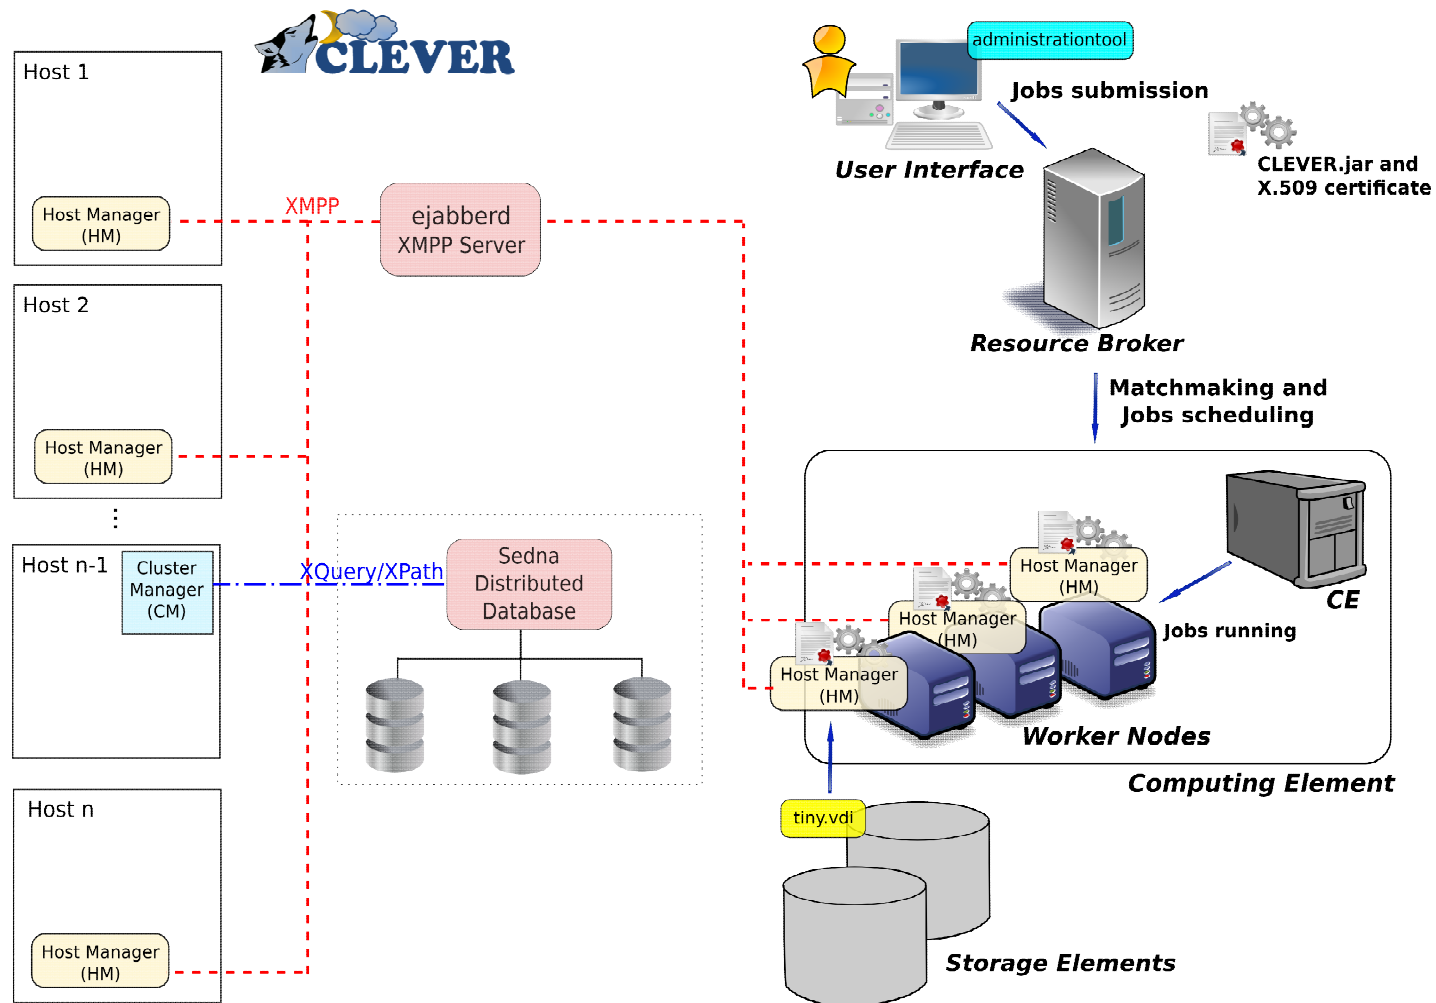 CLEVER
Host 1
Host Manager
(HM)
XMPP
ejabberd
XMPP Server
Host 2
Host Manager
(HM)
...
Host n-1
Cluster
Manager
(CM)
XQuery/XPath
Sedna
Distributed
Database
Host n
Host Manager
(HM)
administrationtool
Jobs submission
User Interface
CLEVER.jar and
X.509 certificate
Resource Broker
Matchmaking and
Jobs scheduling
Host Manager
(HM)
Host Manager
(HM)
Host Manager
(HM)
CE
Jobs running
Worker Nodes
Computing Element
tiny.vdi
Storage Elements